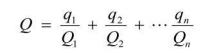 Q = q₁/Q₁ + q₂/Q₂ + ⋯ qₙ/Qₙ